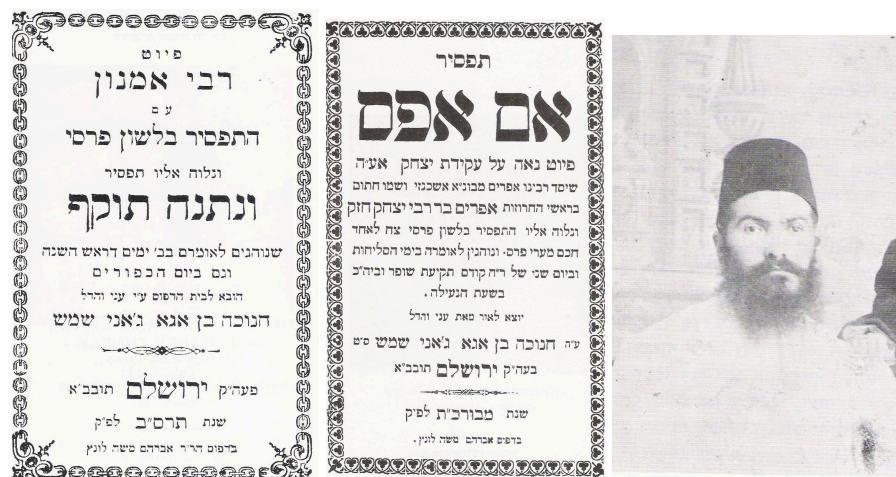 פיוט
רבי אמנון
עם
התפסיר בלשון פרסי
ונלוה אליו תפסיר
ונתנה תוקף
שנוהגים לאומרם בב׳ ימים דראש השנה
וגם ביום הכפורים
הובא לבית הדפוס ע״י עני והדל
חנוכה בן אגא ג׳אני שמש
פעה״ק ירושלם תובב״א
שנת תרס״ב לפ״ק
בדפוס הר״ר אברהם משה לונץ
תפסיר
אם אפס
פיוט נאה על עקידת יצחק אע״ה
שיסד רבינו אפרים מבונ״א אשכנזי ושמו חתום
בראשי החרוזות אפרים בר רבי יצחק חזק
ונלוה אליו התפסיר בלשון פרסי צח לאחד
חכם מערי פרס. ונוהגין לאומרה בימי הסליחות
וביום שני של ר״ה קודם תקיעת שופר וביה״כ
בשעת הנעילה.
יוצא לאור מאת עני והדל
ע״ה חנוכה בן אגא ג׳אני שמש ס״ט
בעה״ק ירושלם תובב״א
שנת מבורכ״ת לפ״ק
בדפוס אברהם משה לונץ.